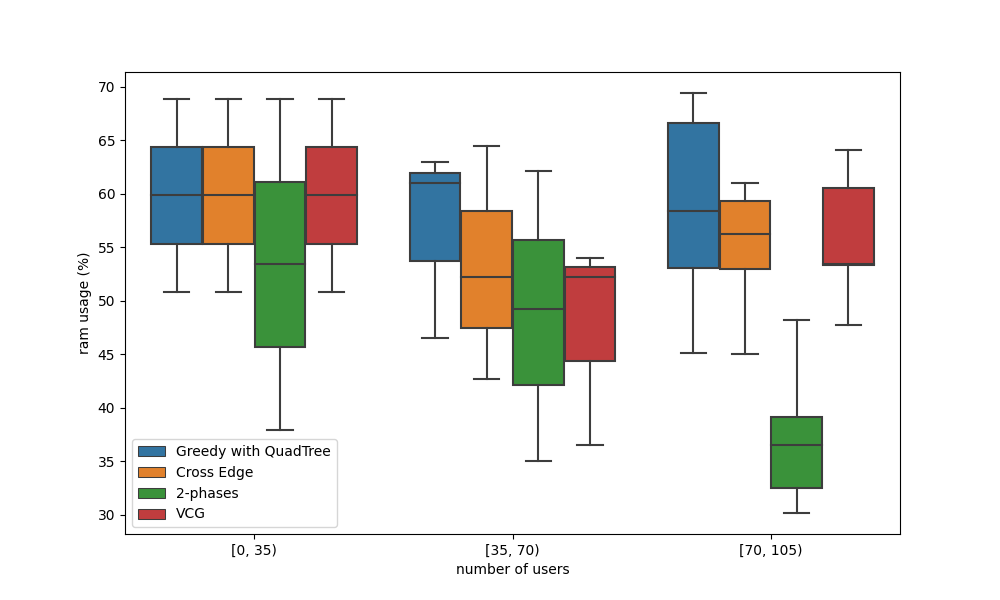 ram usage (%)
70
65
60
55
50
45
40
35
30
Greedy with QuadTree
Cross Edge
2-phases
VCG
[0, 35)
[35, 70)
[70, 105)
number of users